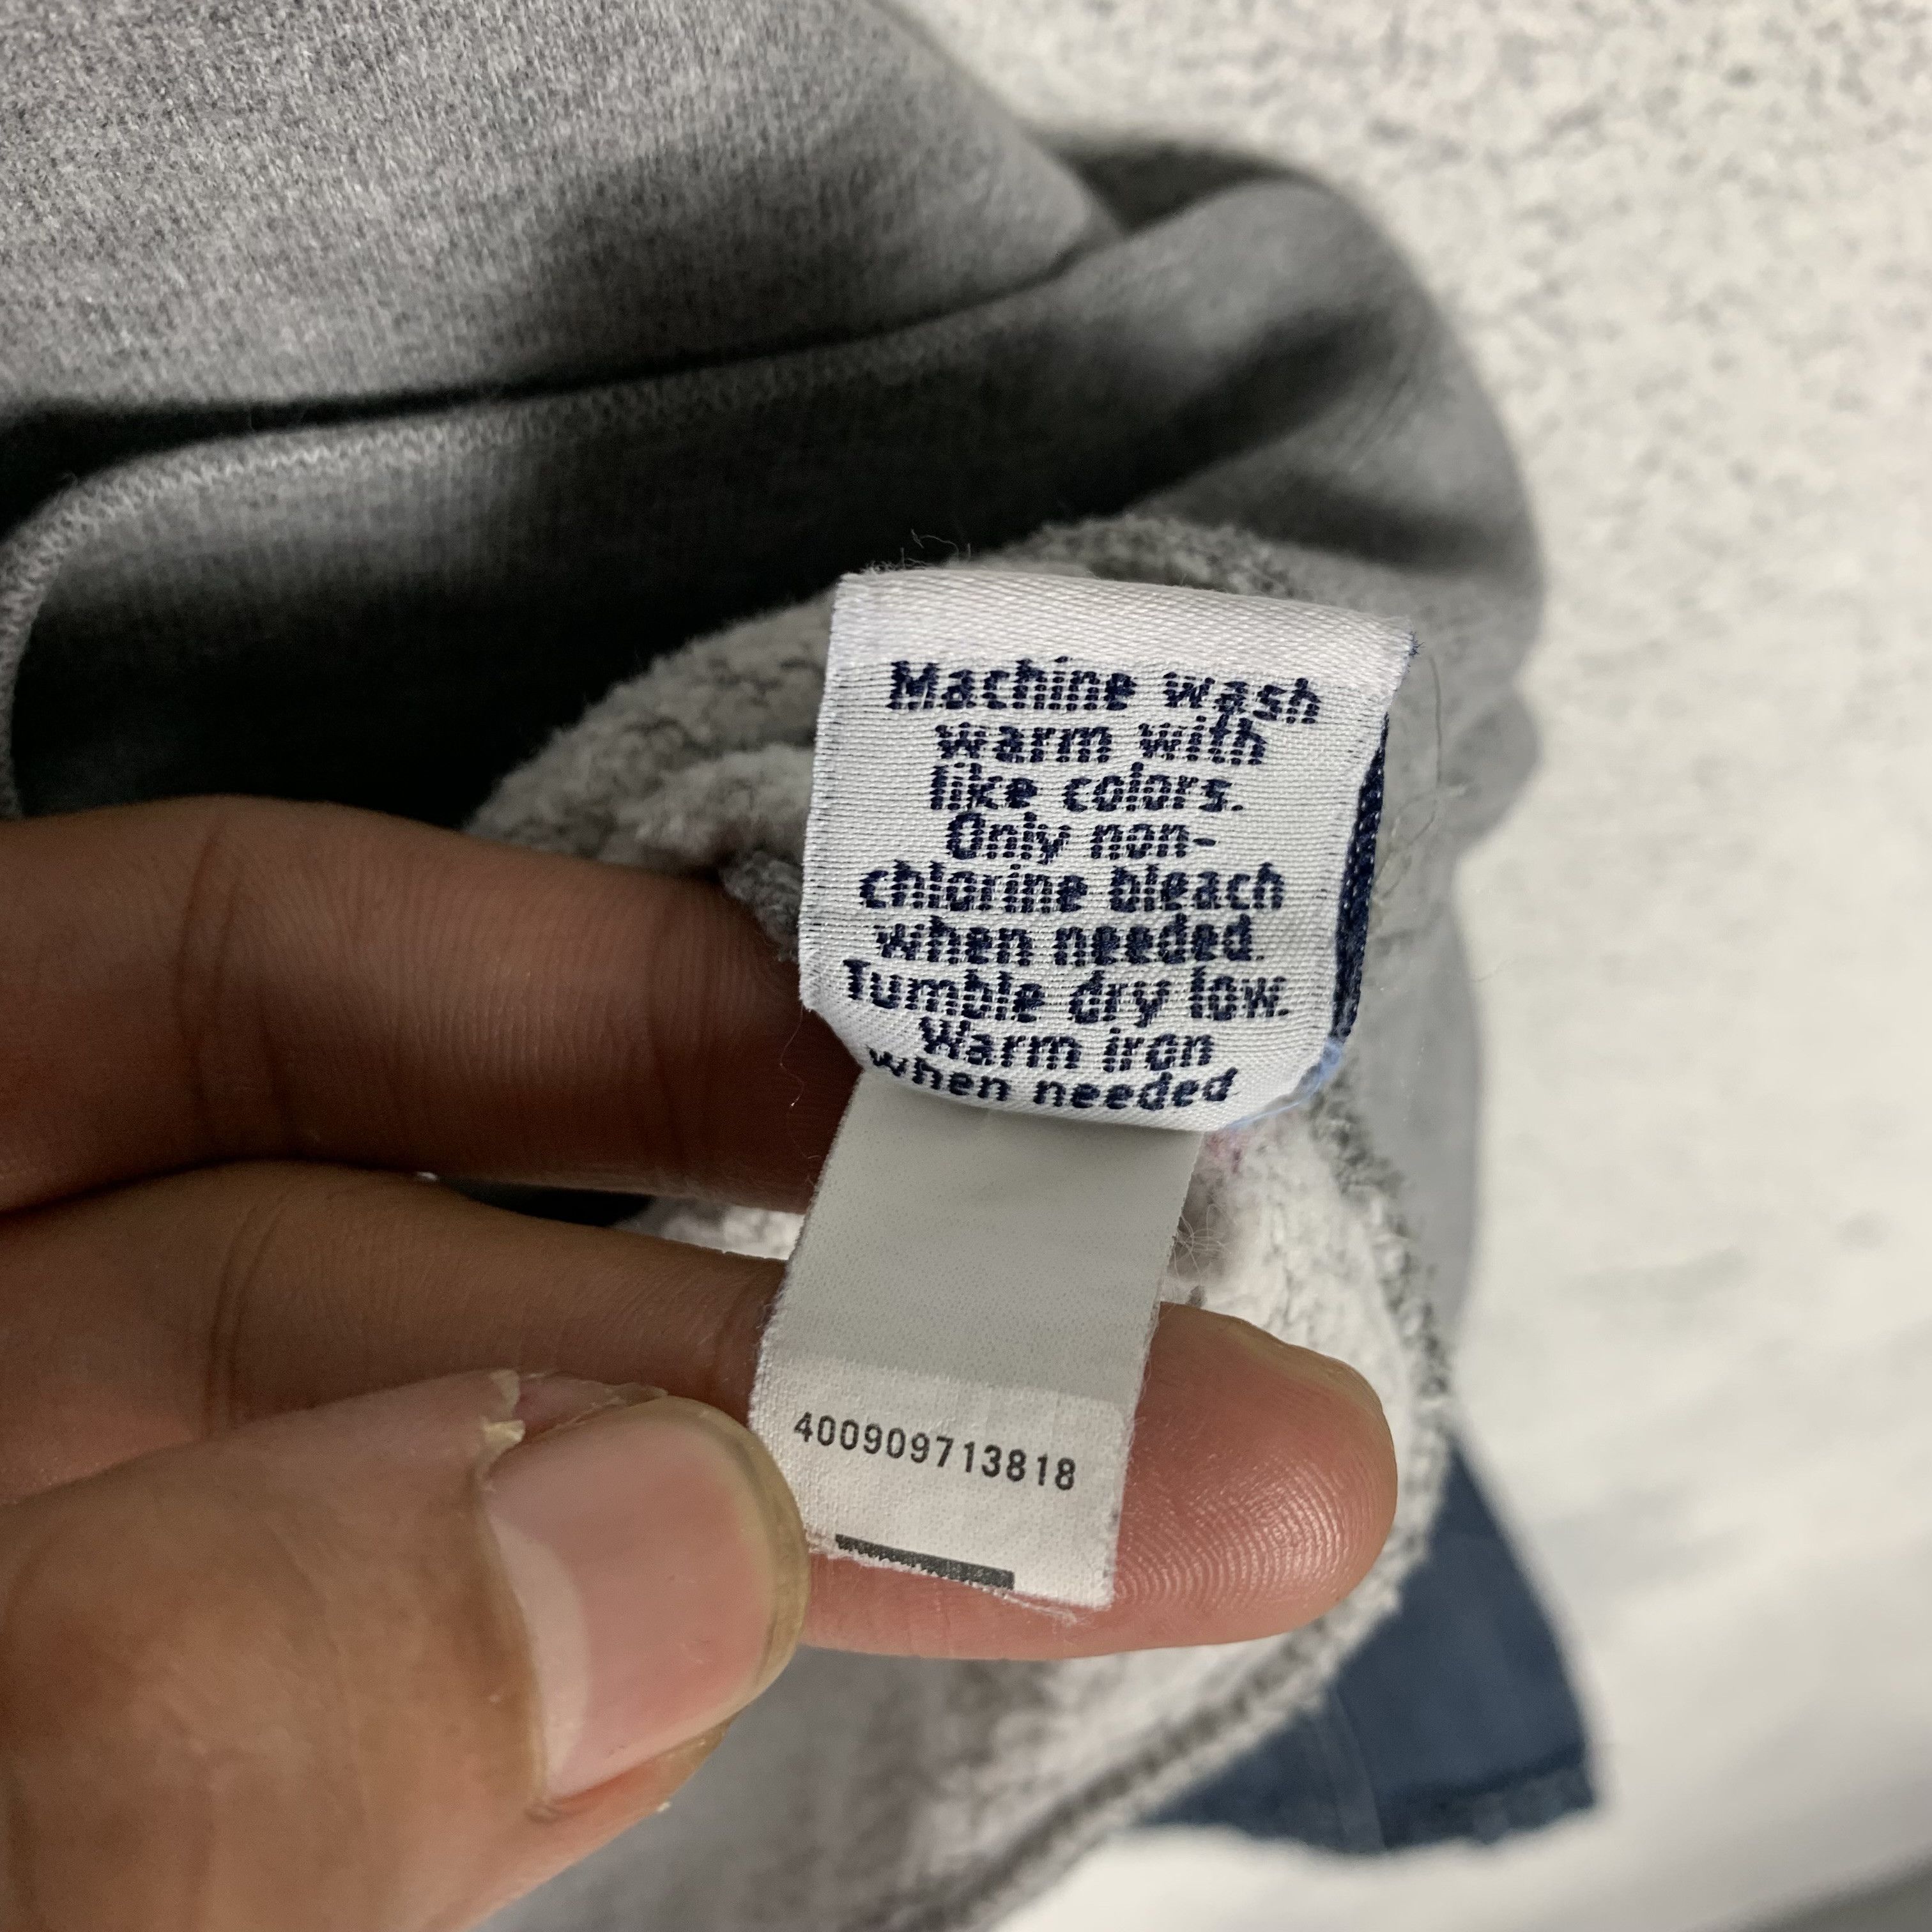 Machine wash
warm with
like colors.
Only non-
chlorine bleach
when needed.
Tumble dry low.
Warm iron
when needed
400909713818